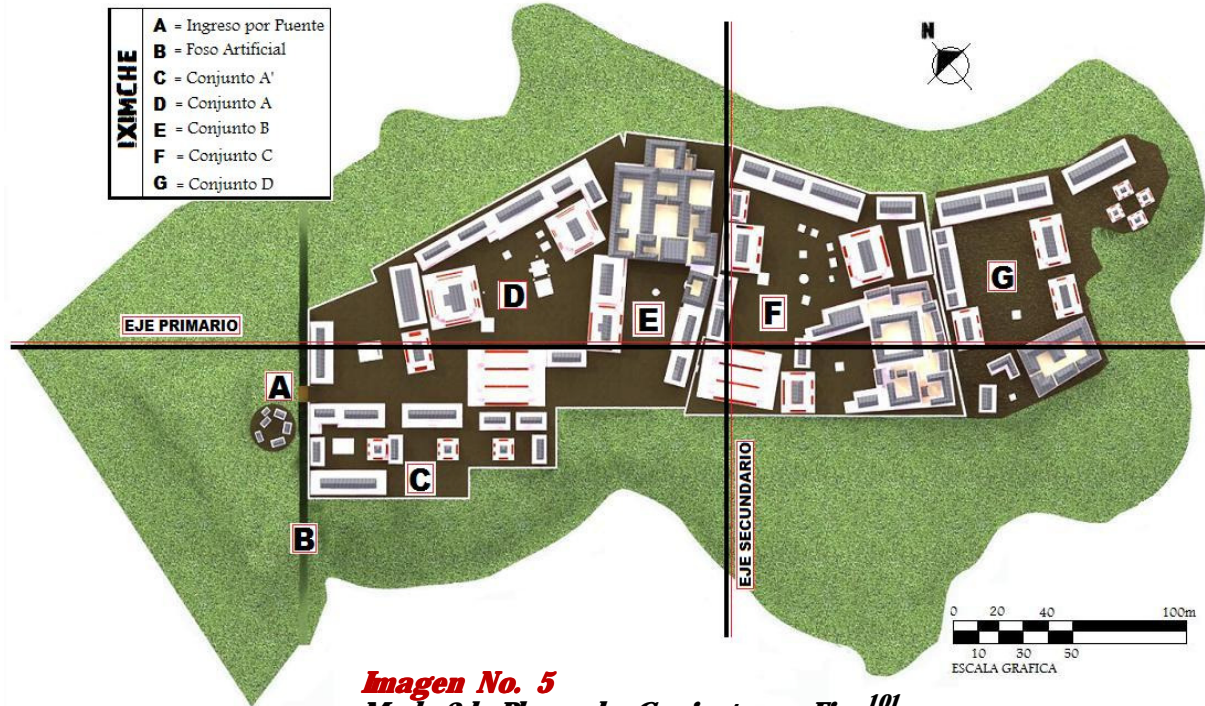 IXIMCHE
A = Ingreso por Puente
B = Foso Artificial
C = Conjunto A'
D = Conjunto A
E = Conjunto B
F = Conjunto C
G = Conjunto D
N
EJE PRIMARIO
D
E
F
G
A
C
B
EJE SECUNDARIO
0 20 40 100m
10 30 50
ESCALA GRAFICA
Imagen No. 5
101